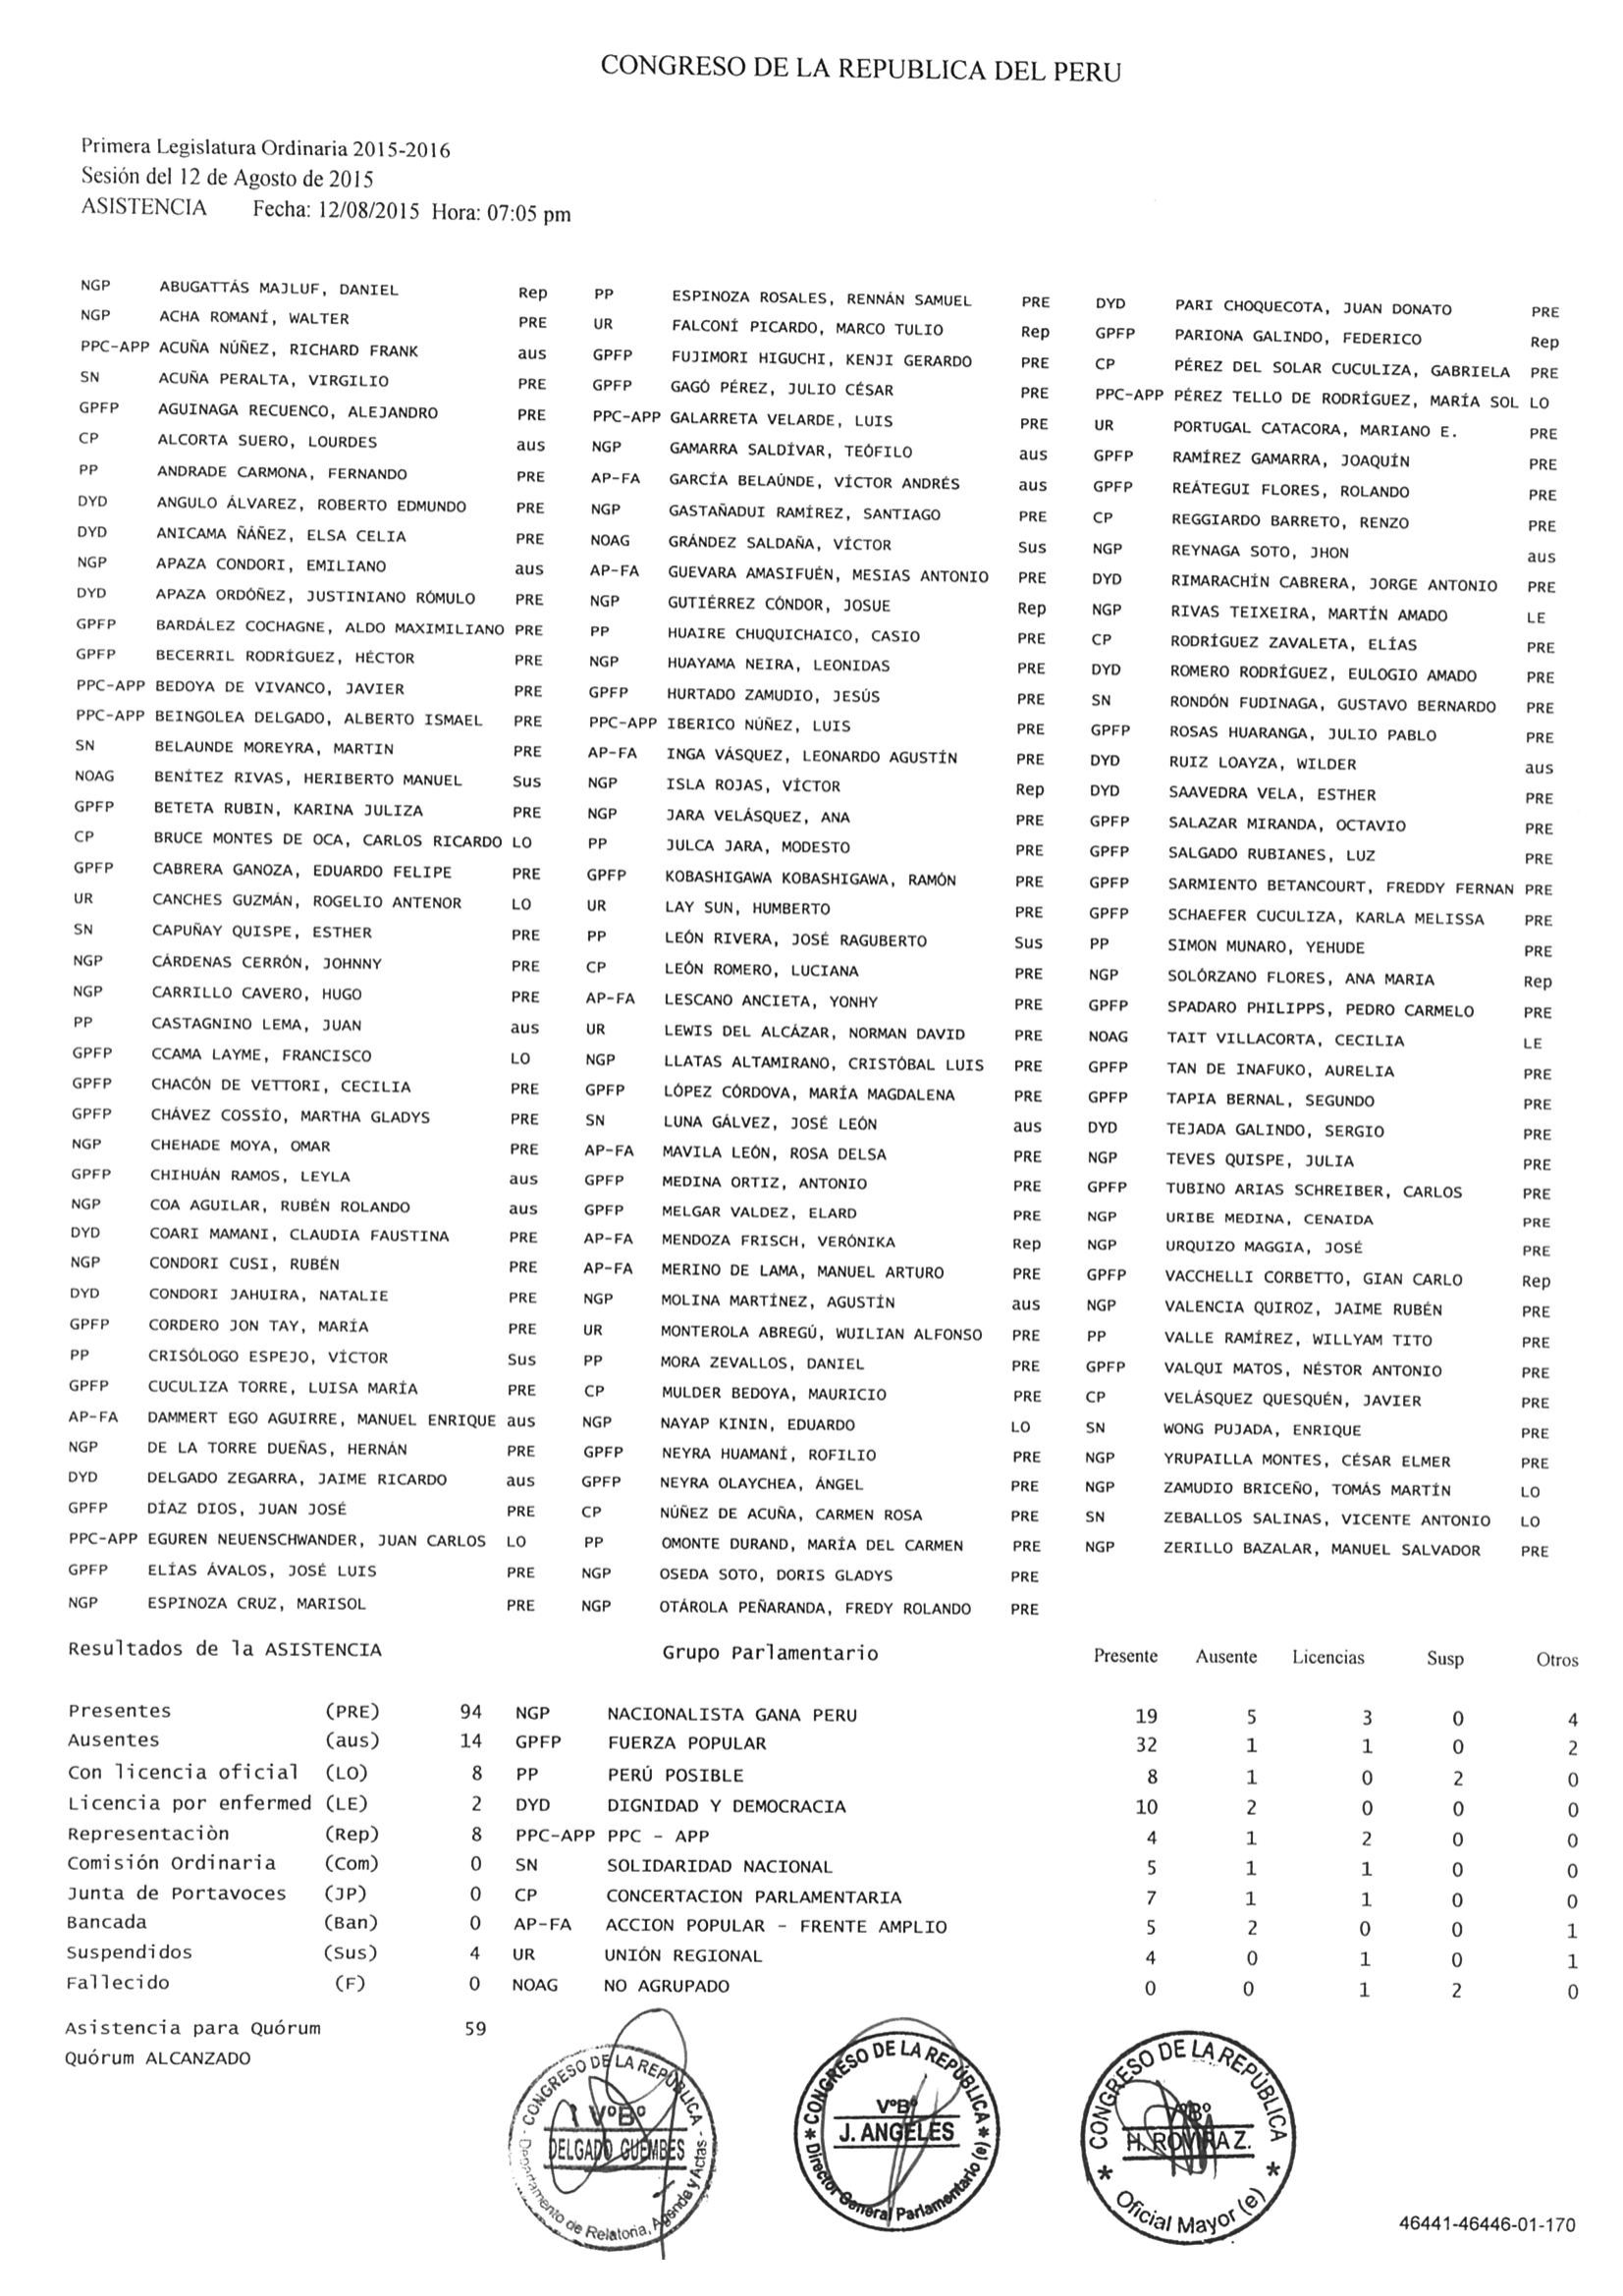 CONGRESO DE LA REPUBLICA DEL PERU
Primera Legislatura Ordinaria 2015-2016
Sesión del 12 de Agosto de 2015
ASISTENCIA Fecha: 12/08/2015 Hora: 07:05 pm
NGP ABUGATTÁS MAJLUF, DANIEL Rep PP ESPINOZA ROSALES, RENNÁN SAMUEL PRE DYD PARI CHOQUECOTA, JUAN DONATO PRE
NGP ACHA ROMANÍ, WALTER PRE UR FALCONÍ PICARDO, MARCO TULIO Rep GPFP PARIONA GALINDO, FEDERICO Rep
PPC-APP ACUÑA NÚÑEZ, RICHARD FRANK aus GPFP FUJIMORI HIGUCHI, KENJI GERARDO PRE CP PÉREZ DEL SOLAR CUCULIZA, GABRIELA PRE
SN ACUÑA PERALTA, VIRGILIO PRE GPFP GAGÓ PÉREZ, JULIO CÉSAR PRE PPC-APP PÉREZ TELLO DE RODRÍGUEZ, MARÍA SOL LO
GPFP AGUINAGA RECUENCO, ALEJANDRO PRE PPC-APP GALARRETA VELARDE, LUIS PRE UR PORTUGAL CATACORA, MARIANO E. PRE
CP ALCORTA SUERO, LOURDES aus NGP GAMARRA SALDÍVAR, TEÓFILO aus GPFP RAMÍREZ GAMARRA, JOAQUÍN PRE
PP ANDRADE CARMONA, FERNANDO PRE AP-FA GARCÍA BELAÚNDE, VÍCTOR ANDRÉS aus GPFP REÁTEGUI FLORES, ROLANDO PRE
DYD ANGULO ÁLVAREZ, ROBERTO EDMUNDO PRE NGP GASTAÑADUI RAMÍREZ, SANTIAGO PRE CP REGGIARDO BARRETO, RENZO PRE
DYD ANICAMA ÑÁÑEZ, ELSA CELIA PRE NOAG GRÁNDEZ SALDAÑA, VÍCTOR Sus NGP REYNAGA SOTO, JHON aus
NGP APAZA CONDORI, EMILIANO aus AP-FA GUEVARA AMASIFUÉN, MESIAS ANTONIO PRE DYD RIMARACHÍN CABRERA, JORGE ANTONIO PRE
DYD APAZA ORDÓÑEZ, JUSTINIANO RÓMULO PRE NGP GUTIÉRREZ CÓNDOR, JOSUE Rep NGP RIVAS TEIXEIRA, MARTÍN AMADO LE
GPFP BARDÁLEZ COCHAGNE, ALDO MAXIMILIANO PRE PP HUAIRE CHUQUICHAICO, CASIO PRE CP RODRÍGUEZ ZAVALETA, ELÍAS PRE
GPFP BECERRIL RODRÍGUEZ, HÉCTOR PRE NGP HUAYAMA NEIRA, LEONIDAS PRE DYD ROMERO RODRÍGUEZ, EULOGIO AMADO PRE
PPC-APP BEDOYA DE VIVANCO, JAVIER PRE GPFP HURTADO ZAMUDIO, JESÚS PRE SN RONDÓN FUDINAGA, GUSTAVO BERNARDO PRE
PPC-APP BEINGOLEA DELGADO, ALBERTO ISMAEL PRE PPC-APP IBERICO NÚÑEZ, LUIS PRE GPFP ROSAS HUARANGA, JULIO PABLO PRE
SN BELAUNDE MOREYRA, MARTIN PRE AP-FA INGA VÁSQUEZ, LEONARDO AGUSTÍN PRE DYD RUIZ LOAYZA, WILDER aus
NOAG BENÍTEZ RIVAS, HERIBERTO MANUEL Sus NGP ISLA ROJAS, VÍCTOR Rep DYD SAAVEDRA VELA, ESTHER PRE
GPFP BETETA RUBIN, KARINA JULIZA PRE NGP JARA VELÁSQUEZ, ANA PRE GPFP SALAZAR MIRANDA, OCTAVIO PRE
CP BRUCE MONTES DE OCA, CARLOS RICARDO LO PP JULCA JARA, MODESTO PRE GPFP SALGADO RUBIANES, LUZ PRE
GPFP CABRERA GANOZA, EDUARDO FELIPE PRE GPFP KOBASHIGAWA KOBASHIGAWA, RAMÓN PRE GPFP SARMIENTO BETANCOURT, FREDDY FERNAN PRE
UR CANCHES GUZMÁN, ROGELIO ANTENOR LO UR LAY SUN, HUMBERTO PRE GPFP SCHAEFER CUCULIZA, KARLA MELISSA PRE
SN CAPUÑAY QUISPE, ESTHER PRE PP LEÓN RIVERA, JOSÉ RAGUBERTO Sus PP SIMON MUNARO, YEHUDE PRE
NGP CÁRDENAS CERRÓN, JOHNNY PRE CP LEÓN ROMERO, LUCIANA PRE NGP SOLÓRZANO FLORES, ANA MARIA Rep
NGP CARRILLO CAVERO, HUGO PRE AP-FA LESCANO ANCIETA, YONHY PRE GPFP SPADARO PHILIPPS, PEDRO CARMELO PRE
PP CASTAGNINO LEMA, JUAN aus UR LEWIS DEL ALCÁZAR, NORMAN DAVID PRE NOAG TAIT VILLACORTA, CECILIA LE
GPFP CCAMA LAYME, FRANCISCO LO NGP LLATAS ALTAMIRANO, CRISTÓBAL LUIS PRE GPFP TAN DE INAFUKO, AURELIA PRE
GPFP CHACÓN DE VETTORI, CECILIA PRE GPFP LÓPEZ CÓRDOVA, MARÍA MAGDALENA PRE GPFP TAPIA BERNAL, SEGUNDO PRE
GPFP CHÁVEZ COSSÍO, MARTHA GLADYS PRE SN LUNA GÁLVEZ, JOSÉ LEÓN aus DYD TEJADA GALINDO, SERGIO PRE
NGP CHEHADE MOYA, OMAR PRE AP-FA MAVILA LEÓN, ROSA DELSA PRE NGP TEVES QUISPE, JULIA PRE
GPFP CHIHUÁN RAMOS, LEYLA aus GPFP MEDINA ORTIZ, ANTONIO PRE GPFP TUBINO ARIAS SCHREIBER, CARLOS PRE
NGP COA AGUILAR, RUBÉN ROLANDO aus GPFP MELGAR VALDEZ, ELARD PRE NGP URIBE MEDINA, CENAIDA PRE
DYD COARI MAMANI, CLAUDIA FAUSTINA PRE AP-FA MENDOZA FRISCH, VERÓNIKA Rep NGP URQUIZO MAGGIA, JOSÉ PRE
NGP CONDORI CUSI, RUBÉN PRE AP-FA MERINO DE LAMA, MANUEL ARTURO PRE GPFP VACCHELLI CORBETTO, GIAN CARLO Rep
DYD CONDORI JAHUIRA, NATALIE PRE NGP MOLINA MARTÍNEZ, AGUSTÍN aus NGP VALENCIA QUIROZ, JAIME RUBÉN PRE
GPFP CORDERO JON TAY, MARÍA PRE UR MONTEROLA ABREGÚ, WUILIAN ALFONSO PRE PP VALLE RAMÍREZ, WILLYAM TITO PRE
PP CRISÓLOGO ESPEJO, VÍCTOR Sus PP MORA ZEVALLOS, DANIEL PRE GPFP VALQUI MATOS, NÉSTOR ANTONIO PRE
GPFP CUCULIZA TORRE, LUISA MARÍA PRE CP MULDER BEDOYA, MAURICIO PRE CP VELÁSQUEZ QUESQUÉN, JAVIER PRE
AP-FA DAMMERT EGO AGUIRRE, MANUEL ENRIQUE aus NGP NAYAP KININ, EDUARDO LO SN WONG PUJADA, ENRIQUE PRE
NGP DE LA TORRE DUEÑAS, HERNÁN PRE GPFP NEYRA HUAMANÍ, ROFILIO PRE NGP YRUPAILLA MONTES, CÉSAR ELMER PRE
DYD DELGADO ZEGARRA, JAIME RICARDO aus GPFP NEYRA OLAYCHEA, ÁNGEL PRE NGP ZAMUDIO BRICEÑO, TOMÁS MARTÍN LO
GPFP DÍAZ DIOS, JUAN JOSÉ PRE CP NÚÑEZ DE ACUÑA, CARMEN ROSA PRE SN ZEBALLOS SALINAS, VICENTE ANTONIO LO
PPC-APP EGUREN NEUENSCHWANDER, JUAN CARLOS LO PP OMONTE DURAND, MARÍA DEL CARMEN PRE NGP ZERILLO BAZALAR, MANUEL SALVADOR PRE
GPFP ELÍAS ÁVALOS, JOSÉ LUIS PRE NGP OSEDA SOTO, DORIS GLADYS PRE
NGP ESPINOZA CRUZ, MARISOL PRE NGP OTÁROLA PEÑARANDA, FREDY ROLANDO PRE
Resultados de la ASISTENCIA Grupo Parlamentario Presente Ausente Licencias Susp Otros
Presentes (PRE) 94 NGP NACIONALISTA GANA PERU 19 5 3 0 4
Ausentes (aus) 14 GPFP FUERZA POPULAR 32 1 1 0 2
Con licencia oficial (LO) 8 PP PERÚ POSIBLE 8 1 0 2 0
Licencia por enfermed (LE) 2 DYD DIGNIDAD Y DEMOCRACIA 10 2 0 0 0
Representaciòn (Rep) 8 PPC-APP PPC - APP 4 1 2 0 0
Comisión Ordinaria (Com) 0 SN SOLIDARIDAD NACIONAL 5 1 1 0 0
Junta de Portavoces (JP) 0 CP CONCERTACION PARLAMENTARIA 7 1 1 0 0
Bancada (Ban) 0 AP-FA ACCION POPULAR - FRENTE AMPLIO 5 2 0 0 1
Suspendidos (Sus) 4 UR UNIÓN REGIONAL 4 0 1 0 1
Fallecido (F) 0 NOAG NO AGRUPADO 0 0 1 2 0
Asistencia para Quórum 59
Quórum ALCANZADO
CONGRESO DE LA REPÚBLICA
VºBº
DELGADO GUEMBES
Departamento de Relatoria, Agenda y Actas
CONGRESO DE LA REPÚBLICA
VºBº
J. ANGELES
Director General Parlamentario (e)
CONGRESO DE LA REPÚBLICA
VºBº
H. ROVIRA Z.
Oficial Mayor (e)
46441-46446-01-170